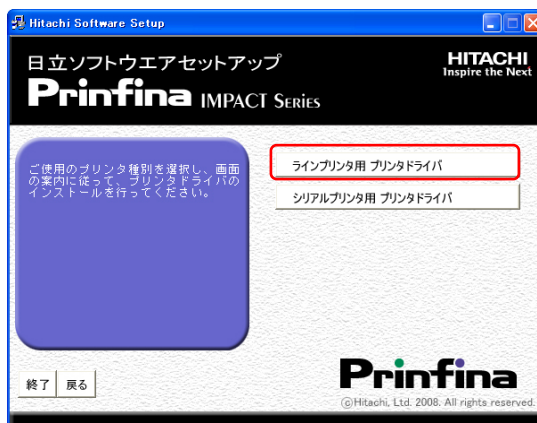 Hitachi Software Setup
日立ソフトウエアセットアップ
HITACHI
Inspire the Next
Prinfina IMPACT SERIES
ご使用のプリンタ種別を選択し、画面
の案内に従って、プリンタドライバの
インストールを行ってください。
ラインプリンタ用 プリンタドライバ
シリアルプリンタ用 プリンタドライバ
終了
戻る
Prinfina
©Hitachi, Ltd. 2008. All rights reserved.